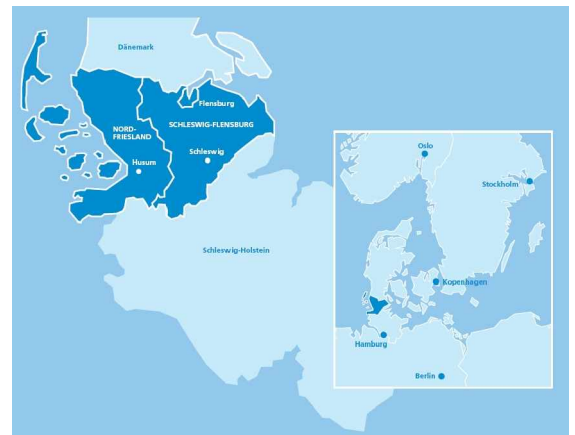 Dänemark
Flensburg
NORD-
FRIESLAND
SCHLESWIG-FLENSBURG
Husum
Schleswig
Schleswig-Holstein
Oslo
Stockholm
Kopenhagen
Hamburg
Berlin